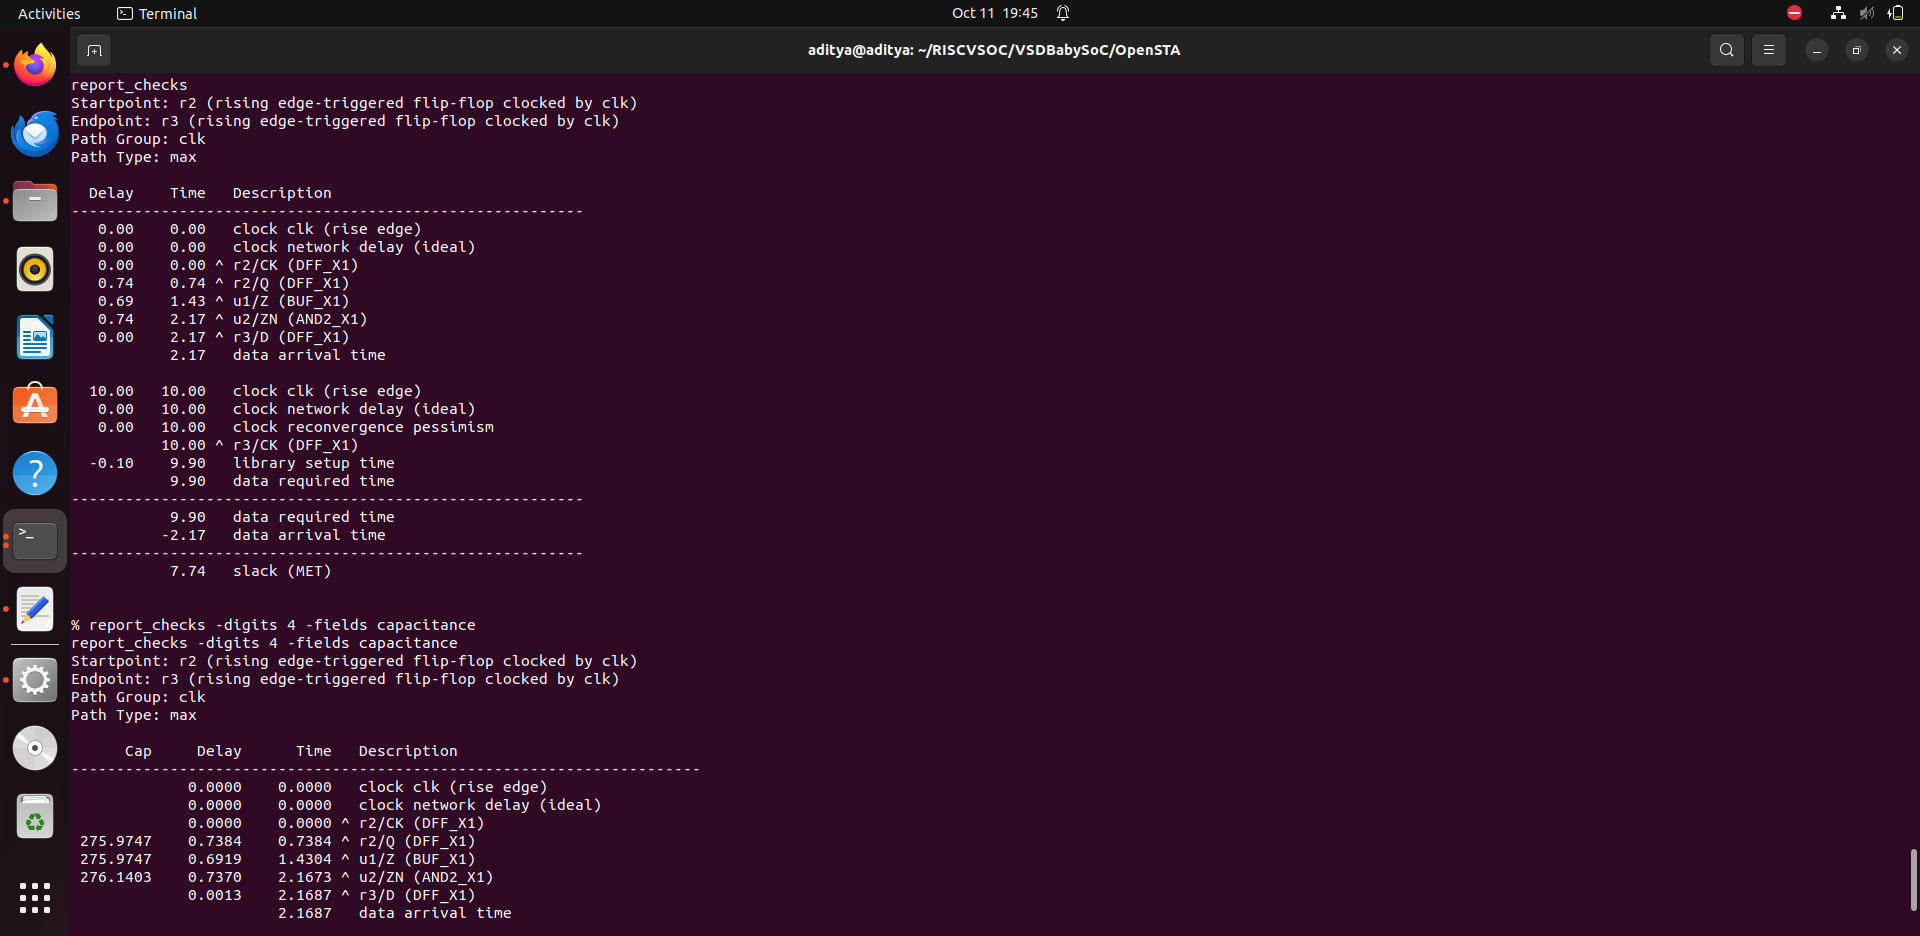 Activities
Terminal
Oct 11 19:45
aditya@aditya: ~/RISCVSOC/VSDBabySoC/OpenSTA
report_checks
Startpoint: r2 (rising edge-triggered flip-flop clocked by clk)
Endpoint: r3 (rising edge-triggered flip-flop clocked by clk)
Path Group: clk
Path Type: max

  Delay    Time   Description
---------------------------------------------------------
   0.00    0.00   clock clk (rise edge)
   0.00    0.00   clock network delay (ideal)
   0.00    0.00 ^ r2/CK (DFF_X1)
   0.74    0.74 ^ r2/Q (DFF_X1)
   0.69    1.43 ^ u1/Z (BUF_X1)
   0.74    2.17 ^ u2/ZN (AND2_X1)
   0.00    2.17 ^ r3/D (DFF_X1)
           2.17   data arrival time

  10.00   10.00   clock clk (rise edge)
   0.00   10.00   clock network delay (ideal)
   0.00   10.00   clock reconvergence pessimism
          10.00 ^ r3/CK (DFF_X1)
  -0.10    9.90   library setup time
           9.90   data required time
---------------------------------------------------------
           9.90   data required time
          -2.17   data arrival time
---------------------------------------------------------
           7.74   slack (MET)

% report_checks -digits 4 -fields capacitance
report_checks -digits 4 -fields capacitance
Startpoint: r2 (rising edge-triggered flip-flop clocked by clk)
Endpoint: r3 (rising edge-triggered flip-flop clocked by clk)
Path Group: clk
Path Type: max

      Cap     Delay      Time   Description
----------------------------------------------------------------------
             0.0000    0.0000   clock clk (rise edge)
             0.0000    0.0000   clock network delay (ideal)
             0.0000    0.0000 ^ r2/CK (DFF_X1)
 275.9747    0.7384    0.7384 ^ r2/Q (DFF_X1)
 275.9747    0.6919    1.4304 ^ u1/Z (BUF_X1)
 276.1403    0.7370    2.1673 ^ u2/ZN (AND2_X1)
             0.0013    2.1687 ^ r3/D (DFF_X1)
                       2.1687   data arrival time